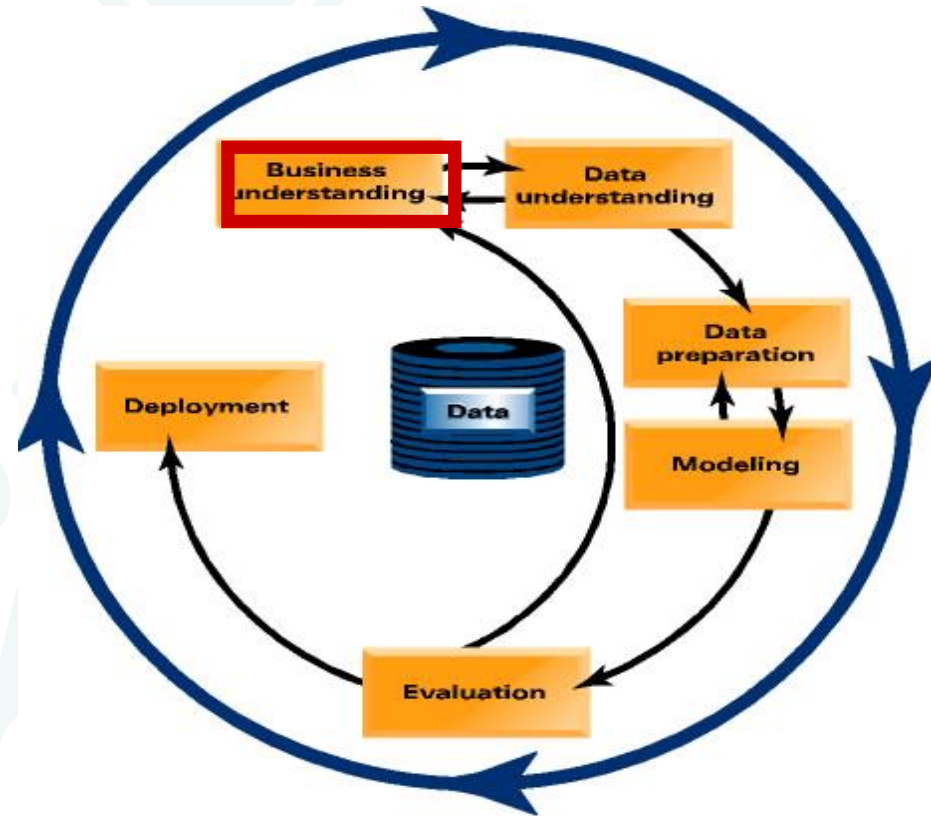 Business
understanding
Data
understanding
Data
preparation
Deployment
Data
Modeling
Evaluation